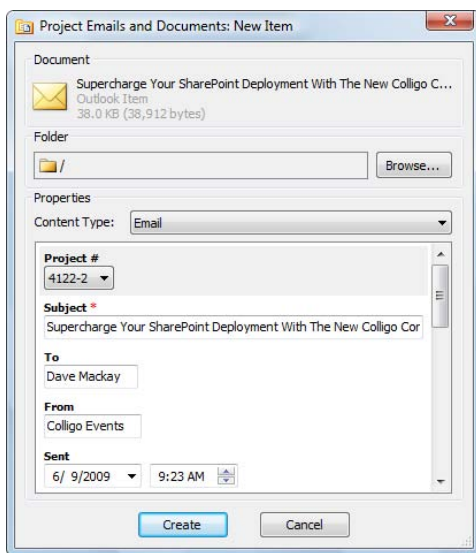 Project Emails and Documents: New Item
Document
Supercharge Your SharePoint Deployment With The New Colligo C...
Outlook Item
38.0 KB (38,912 bytes)
Folder
/
Browse...
Properties
Content Type: Email
Project #
4122-2
Subject *
Supercharge Your SharePoint Deployment With The New Colligo Cor
To
Dave Mackay
From
Colligo Events
Sent
6/ 9/2009 9:23 AM
Create Cancel